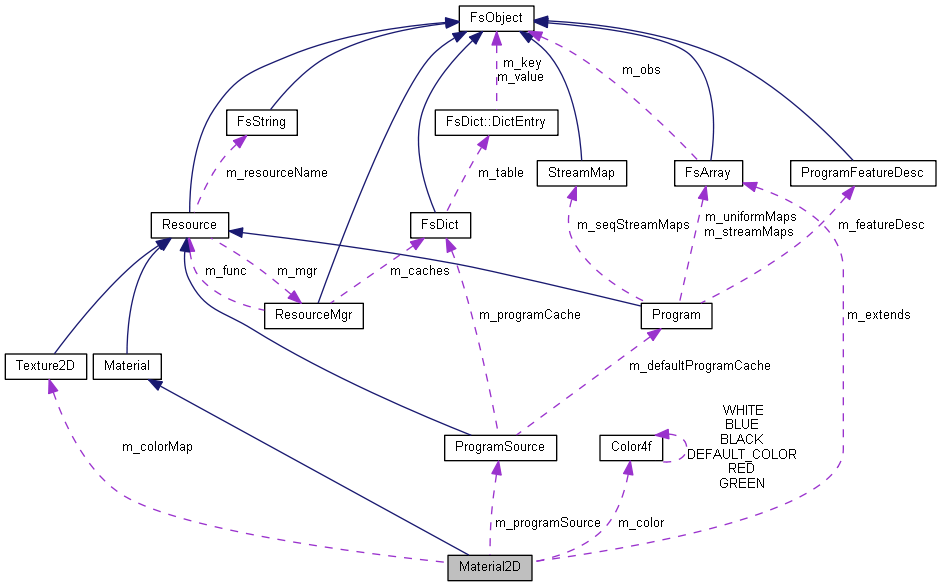 FsObject
m_key
m_value
m_obs
FsString
FsDict::DictEntry
m_resourceName
m_table
StreamMap
FsArray
ProgramFeatureDesc
Resource
FsDict
m_seqStreamMaps
m_uniformMaps
m_streamMaps
m_featureDesc
m_func
m_mgr
m_caches
ResourceMgr
m_programCache
Program
m_extends
Texture2D
Material
m_defaultProgramCache
m_colorMap
ProgramSource
Color4f
WHITE
BLUE
BLACK
DEFAULT_COLOR
RED
GREEN
m_programSource
m_color
Material2D